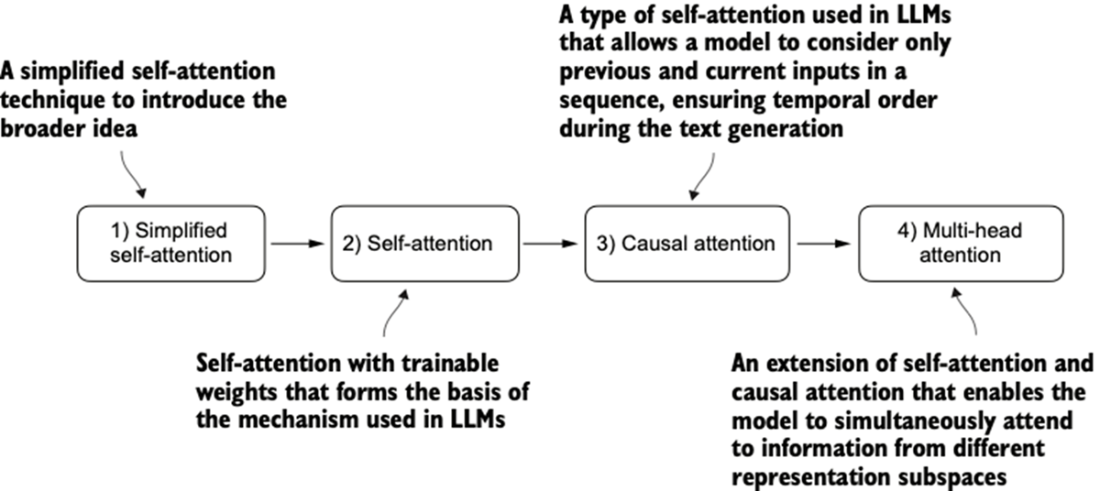 A type of self-attention used in LLMs
that allows a model to consider only
previous and current inputs in a
sequence, ensuring temporal order
during the text generation
A simplified self-attention
technique to introduce the
broader idea
1) Simplified
self-attention
2) Self-attention
3) Causal attention
4) Multi-head
attention
Self-attention with trainable
weights that forms the basis of
the mechanism used in LLMs
An extension of self-attention and
causal attention that enables the
model to simultaneously attend
to information from different
representation subspaces